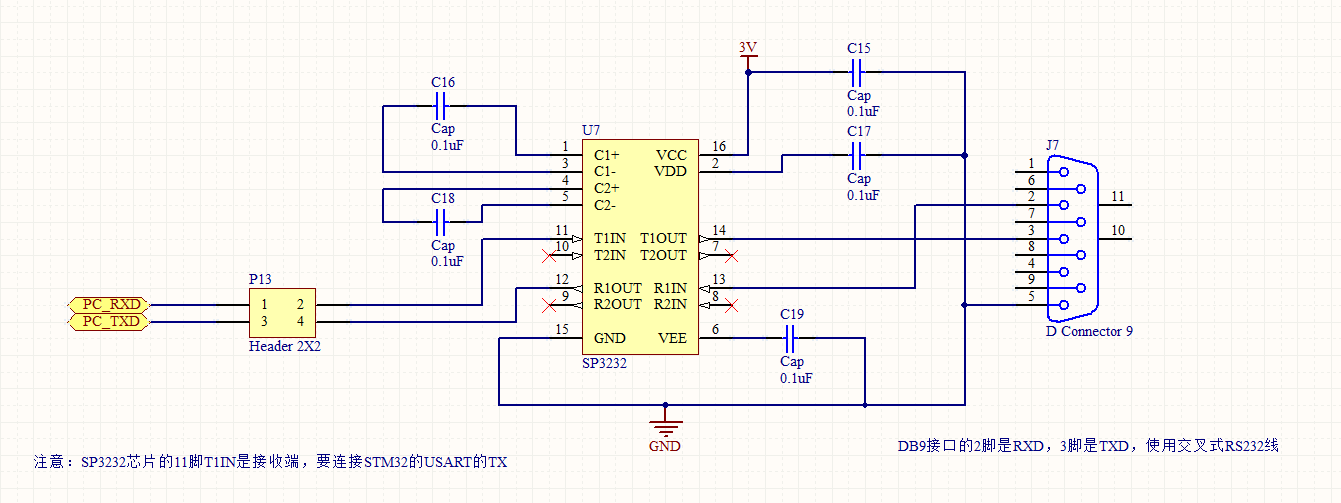 3V
C15
Cap
0.1uF
C16
Cap
0.1uF
C17
Cap
0.1uF
U7
1 C1+ VCC 16
3 C1- VDD 2
4 C2+
5 C2-
11 T1IN T1OUT 14
10 T2IN T2OUT 7
12 R1OUT R1IN 13
9 R2OUT R2IN 8
15 GND VEE 6
SP3232
C18
Cap
0.1uF
J7
1
6
2
7
3
8
4
9
5
11
10
D Connector 9
P13
PC_RXD 1 2
PC_TXD 3 4
Header 2X2
C19
Cap
0.1uF
GND
注意：SP3232芯片的11脚T1IN是接收端，要连接STM32的USART的TX
DB9接口的2脚是RXD，3脚是TXD，使用交叉式RS232线